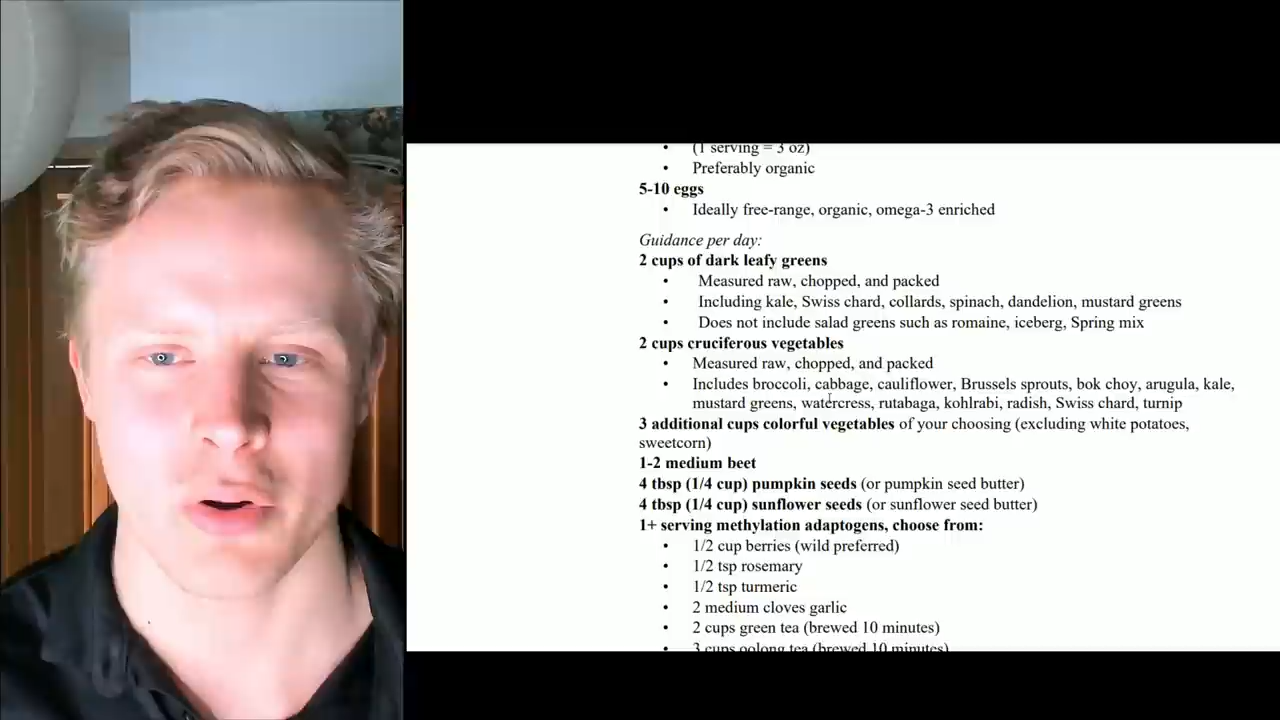 • (1 serving = 3 oz)
• Preferably organic
5-10 eggs
• Ideally free-range, organic, omega-3 enriched
Guidance per day:
2 cups of dark leafy greens
• Measured raw, chopped, and packed
• Including kale, Swiss chard, collards, spinach, dandelion, mustard greens
• Does not include salad greens such as romaine, iceberg, Spring mix
2 cups cruciferous vegetables
• Measured raw, chopped, and packed
• Includes broccoli, cabbage, cauliflower, Brussels sprouts, bok choy, arugula, kale,
mustard greens, watercress, rutabaga, kohlrabi, radish, Swiss chard, turnip
3 additional cups colorful vegetables of your choosing (excluding white potatoes,
sweetcorn)
1-2 medium beet
4 tbsp (1/4 cup) pumpkin seeds (or pumpkin seed butter)
4 tbsp (1/4 cup) sunflower seeds (or sunflower seed butter)
1+ serving methylation adaptogens, choose from:
• 1/2 cup berries (wild preferred)
• 1/2 tsp rosemary
• 1/2 tsp turmeric
• 2 medium cloves garlic
• 2 cups green tea (brewed 10 minutes)
• 3 cups oolong tea (brewed 10 minutes)